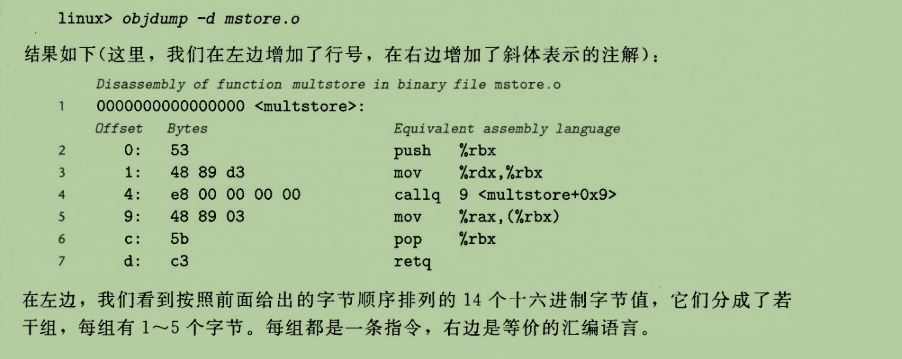 linux> objdump -d mstore.o
结果如下(这里，我们在左边增加了行号，在右边增加了斜体表示的注解)：
Disassembly of function multstore in binary file mstore.o
1 0000000000000000 <multstore>:
Offset Bytes Equivalent assembly language
2 0: 53 push %rbx
3 1: 48 89 d3 mov %rdx,%rbx
4 4: e8 00 00 00 00 callq 9 <multstore+0x9>
5 9: 48 89 03 mov %rax,(%rbx)
6 c: 5b pop %rbx
7 d: c3 retq
在左边，我们看到按照前面给出的字节顺序排列的 14 个十六进制字节值，它们分成了若
干组，每组有 1～5 个字节。每组都是一条指令，右边是等价的汇编语言。